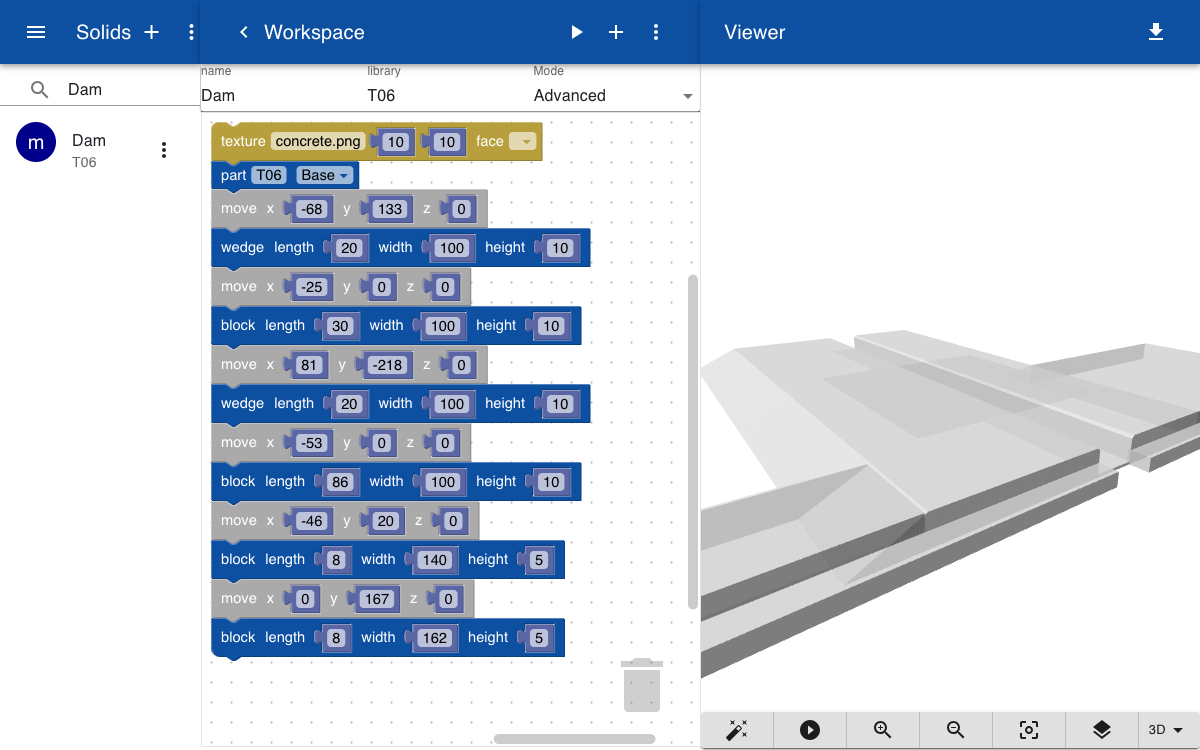 Solids
Workspace
Viewer
Dam
m
Dam
T06
name library Mode
Dam T06 Advanced
texture concrete.png 10 10 face
part T06 Base
move x -68 y 133 z 0
wedge length 20 width 100 height 10
move x -25 y 0 z 0
block length 30 width 100 height 10
move x 81 y -218 z 0
wedge length 20 width 100 height 10
move x -53 y 0 z 0
block length 86 width 100 height 10
move x -46 y 20 z 0
block length 8 width 140 height 5
move x 0 y 167 z 0
block length 8 width 162 height 5
3D